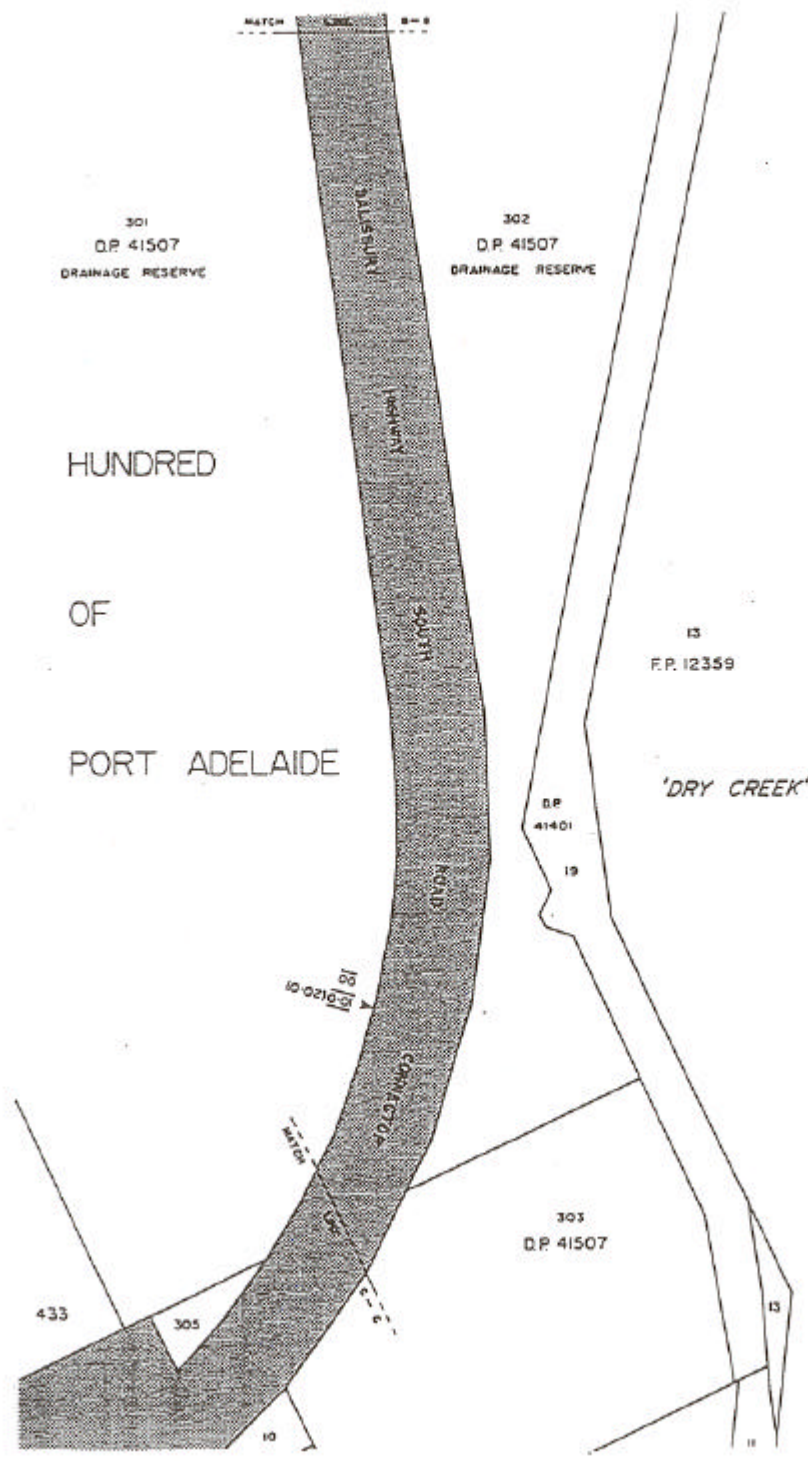 MATCH LINE B-B
301
D.P. 41507
DRAINAGE RESERVE
302
D.P. 41507
DRAINAGE RESERVE
SALISBURY
HIGHWAY
SOUTH
ROAD
CONNECTOR
HUNDRED
OF
PORT ADELAIDE
13
F.P. 12359
'DRY CREEK'
D.P.
41401
19
MATCH LINE
303
D.P. 41507
433
305
13
10
11